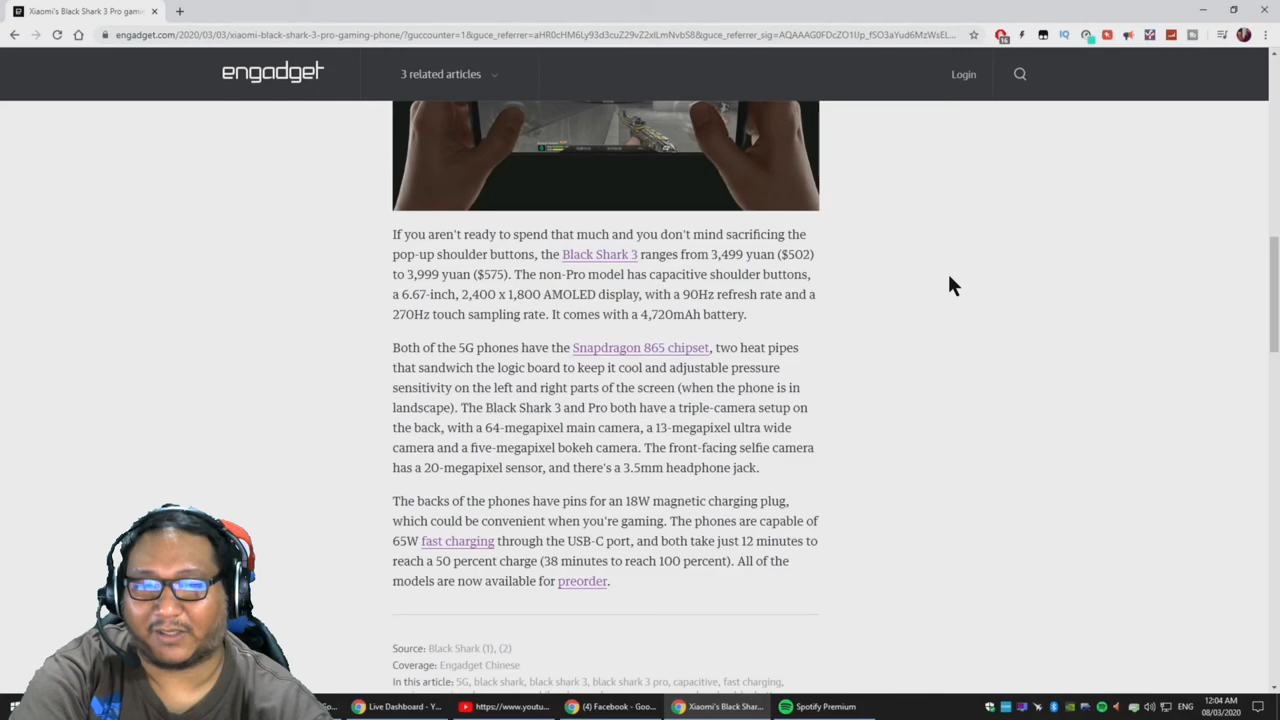 Xiaomi's Black Shark 3 Pro gami
engadget.com/2020/03/03/xiaomi-black-shark-3-pro-gaming-phone/?guccounter=1&guce_referrer=
engadget
3 related articles
Login
If you aren't ready to spend that much and you don't mind sacrificing the
pop-up shoulder buttons, the Black Shark 3 ranges from 3,499 yuan ($502)
to 3,999 yuan ($575). The non-Pro model has capacitive shoulder buttons,
a 6.67-inch, 2,400 x 1,800 AMOLED display, with a 90Hz refresh rate and a
270Hz touch sampling rate. It comes with a 4,720mAh battery.
Both of the 5G phones have the Snapdragon 865 chipset, two heat pipes
that sandwich the logic board to keep it cool and adjustable pressure
sensitivity on the left and right parts of the screen (when the phone is in
landscape). The Black Shark 3 and Pro both have a triple-camera setup on
the back, with a 64-megapixel main camera, a 13-megapixel ultra wide
camera and a five-megapixel bokeh camera. The front-facing selfie camera
has a 20-megapixel sensor, and there's a 3.5mm headphone jack.
The backs of the phones have pins for an 18W magnetic charging plug,
which could be convenient when you're gaming. The phones are capable of
65W fast charging through the USB-C port, and both take just 12 minutes to
reach a 50 percent charge (38 minutes to reach 100 percent). All of the
models are now available for preorder.
Source: Black Shark (1), (2)
Coverage: Engadget Chinese
In this article: 5G, black shark, black shark 3, black shark 3 pro, capacitive, fast charging,
Live Dashboard - Y...
https://www.youtu...
(4) Facebook - Goo...
Xiaomi's Black Shar...
Spotify Premium
ENG
12:04 AM
08/03/2020